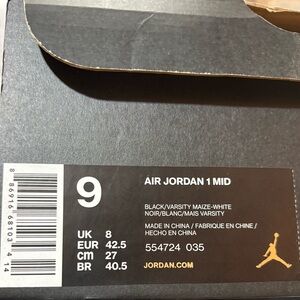 9
AIR JORDAN 1 MID
BLACK/VARSITY MAIZE-WHITE
NOIR/BLANC/MAIS VARSITY
MADE IN CHINA / FABRIQUE EN CHINE /
HECHO EN CHINA
UK 8
EUR 42.5
cm 27
BR 40.5
554724 035
JORDAN.COM